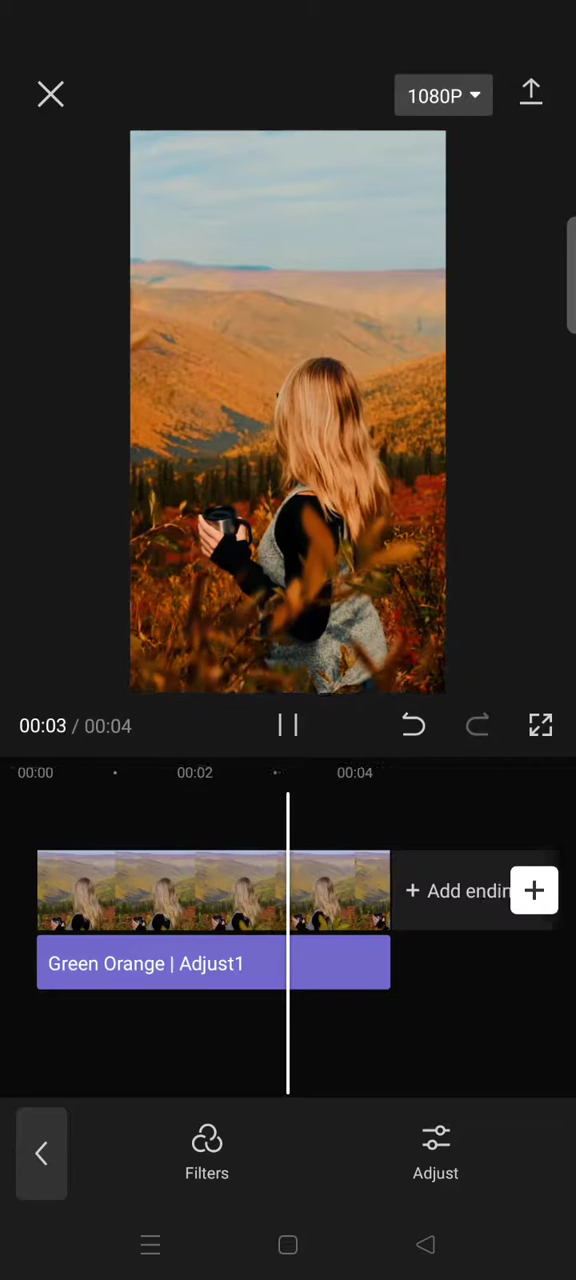 1080P
00:03 / 00:04
00:00
00:02
00:04
+ Add endin
Green Orange | Adjust1
Filters
Adjust